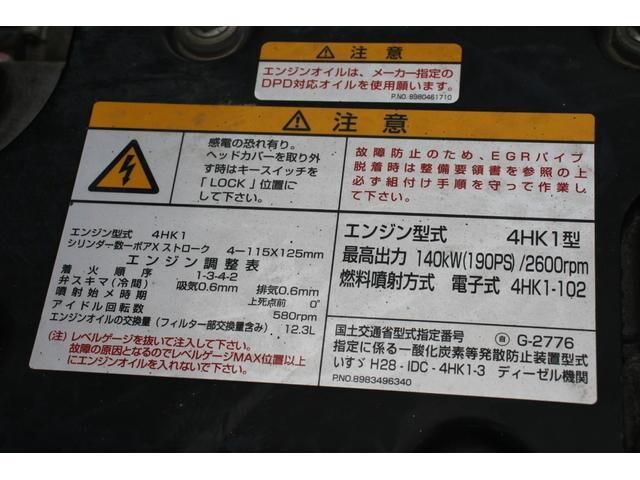 注意
エンジンオイルは、メーカー指定の
DPD対応オイルを使用願います。
P.NO. 8980461710
注意
感電の恐れ有り。
ヘッドカバーを取り外
す時はキースイッチを
「LOCK」位置に
して下さい。
故障防止のため、EGRパイプ
脱着時は整備要領書を参照の上
必ず組付け手順を守って作業し
て下さい。
エンジン型式 4HK1
シリンダー数ーボアXストローク 4－115X125mm
エンジン調整表
着火順序 1-3-4-2
弁スキマ(冷間) 吸気0.6mm 排気0.6mm
噴射始メ時期 上死点前 0°
アイドル回転数 580rpm
エンジンオイルの交換量(フィルター部交換量含み) 12.3L
(注) レベルゲージを抜いて注入して下さい。
故障の原因となるのでレベルゲージMAX位置以上
にエンジンオイルを入れないで下さい。
エンジン型式 4HK1型
最高出力 140kW(190PS)/2600rpm
燃料噴射方式 電子式 4HK1-102
国土交通省型式指定番号 自 G-2776
指定に係る一酸化炭素等発散防止装置型式
いすゞ H28-IDC-4HK1-3 ディーゼル機関
P.NO. 8983496340